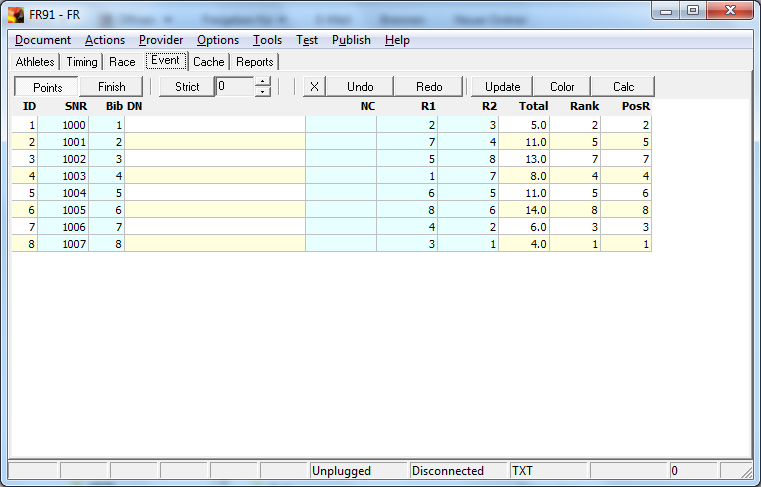 FR91 - FR
Document Actions Provider Options Tools Test Publish Help
Athletes Timing Race Event Cache Reports
Points Finish Strict 0 X Undo Redo Update Color Calc
ID SNR Bib DN NC R1 R2 Total Rank PosR
1 1000 1 2 3 5.0 2 2
2 1001 2 7 4 11.0 5 5
3 1002 3 5 8 13.0 7 7
4 1003 4 1 7 8.0 4 4
5 1004 5 6 5 11.0 5 6
6 1005 6 8 6 14.0 8 8
7 1006 7 4 2 6.0 3 3
8 1007 8 3 1 4.0 1 1
Unplugged Disconnected TXT 0